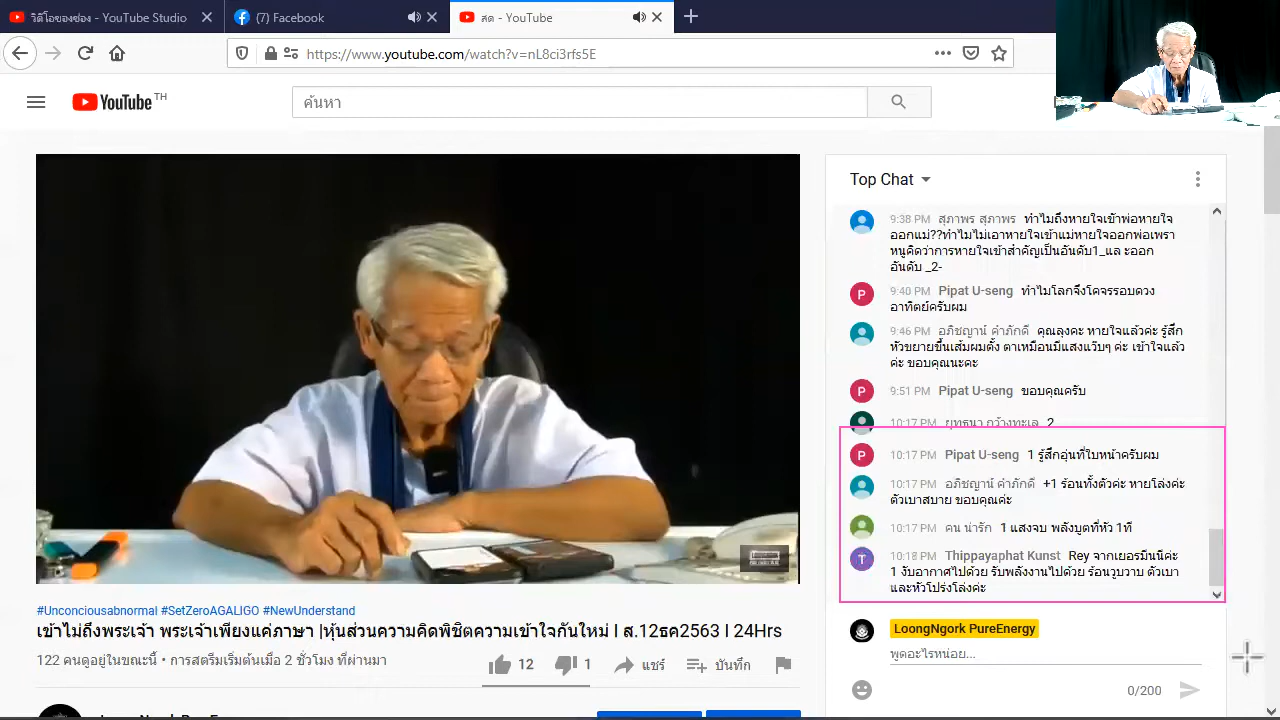 วิดีโอของช่อง - YouTube Studio
(7) Facebook
สด - YouTube
https://www.youtube.com/watch?v=nL8ci3rfs5E
YouTube TH
ค้นหา
Top Chat
9:38 PM สุภาพร สุภาพร ทำไมถึงหายใจเข้าพ่อหายใจ
ออกแม่??ทำไมไม่เอาหายใจเข้าแม่หายใจออกพ่อเพรา
หนูคิดว่าการหายใจเข้าสำคัญเป็นอันดับ1_แล ะออก
อันดับ _2-
P 9:40 PM Pipat U-seng ทำไมโลกจึงโคจรรอบดวง
อาทิตย์ครับผม
9:46 PM อภิชญาน์ คำภักดี คุณลุงคะ หายใจแล้วค่ะ รู้สึก
หัวขยายขึ้นเส้นผมตั้ง ตาเหมือนมีแสงแว๊บๆ ค่ะ เข้าใจแล้ว
ค่ะ ขอบคุณนะคะ
P 9:51 PM Pipat U-seng ขอบคุณครับ
10:17 PM ยุทธนา กว้างทะเล 2
P 10:17 PM Pipat U-seng 1 รู้สึกอุ่นที่ใบหน้าครับผม
10:17 PM อภิชญาน์ คำภักดี +1 ร้อนทั้งตัวค่ะ หายโล่งค่ะ
ตัวเบาสบาย ขอบคุณค่ะ
10:17 PM คน น่ารัก 1 แสงจบ พลังบูตที่หัว 1ที
T 10:18 PM Thippayaphat Kunst Rey จากเยอรมันนีค่ะ
1 งับอากาศไปด้วย รับพลังงานไปด้วย ร้อนวูบวาบ ตัวเบา
และหัวโปร่งโล่งค่ะ
LoongNgork PureEnergy
พูดอะไรหน่อย...
0/200
#Unconciousabnormal #SetZeroAGALIGO #NewUnderstand
เข้าไม่ถึงพระเจ้า พระเจ้าเพียงแค่ภาษา |หุ้นส่วนความคิดพิชิตความเข้าใจกันใหม่ I ส.12ธค2563 I 24Hrs
122 คนดูอยู่ในขณะนี้ • การสตรีมเริ่มต้นเมื่อ 2 ชั่วโมง ที่ผ่านมา
12
1
แชร์
บันทึก